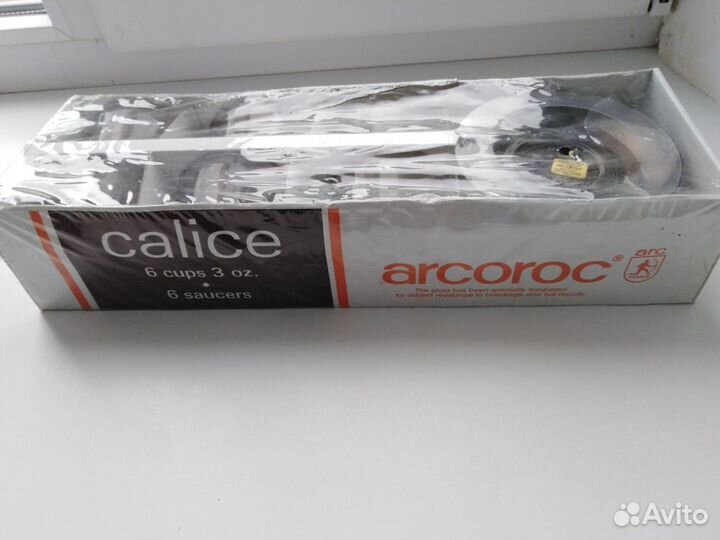 calice
6 cups 3 oz.
•
6 saucers
arcoroc®
This glass has been specially tempered
for added resistance to breakage and hot liquids.
arc
FRANCE
Avito